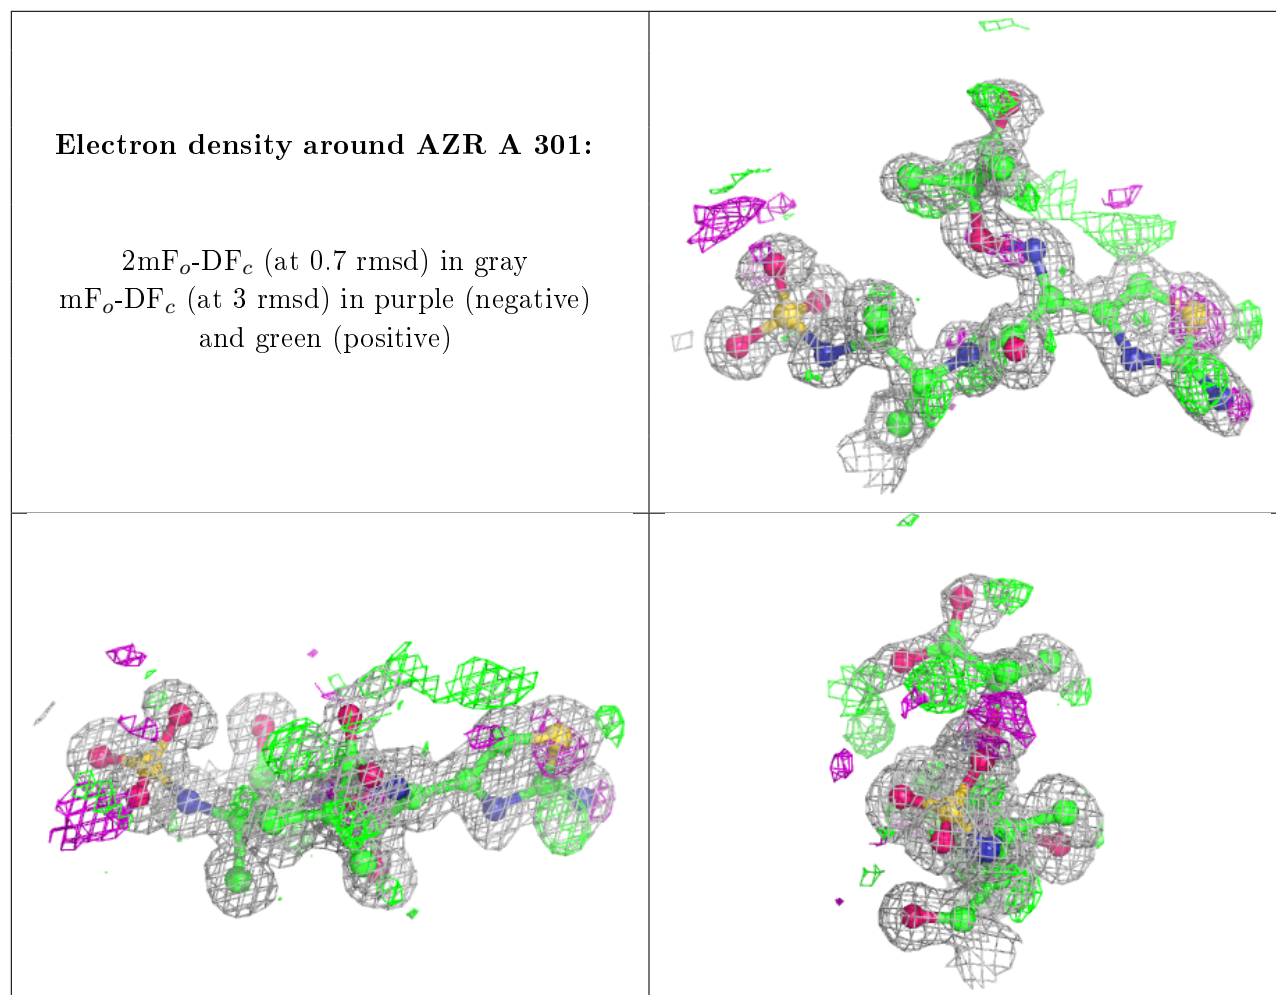 Electron density around AZR A 301:
2mFo-DFc (at 0.7 rmsd) in gray
mFo-DFc (at 3 rmsd) in purple (negative)
and green (positive)